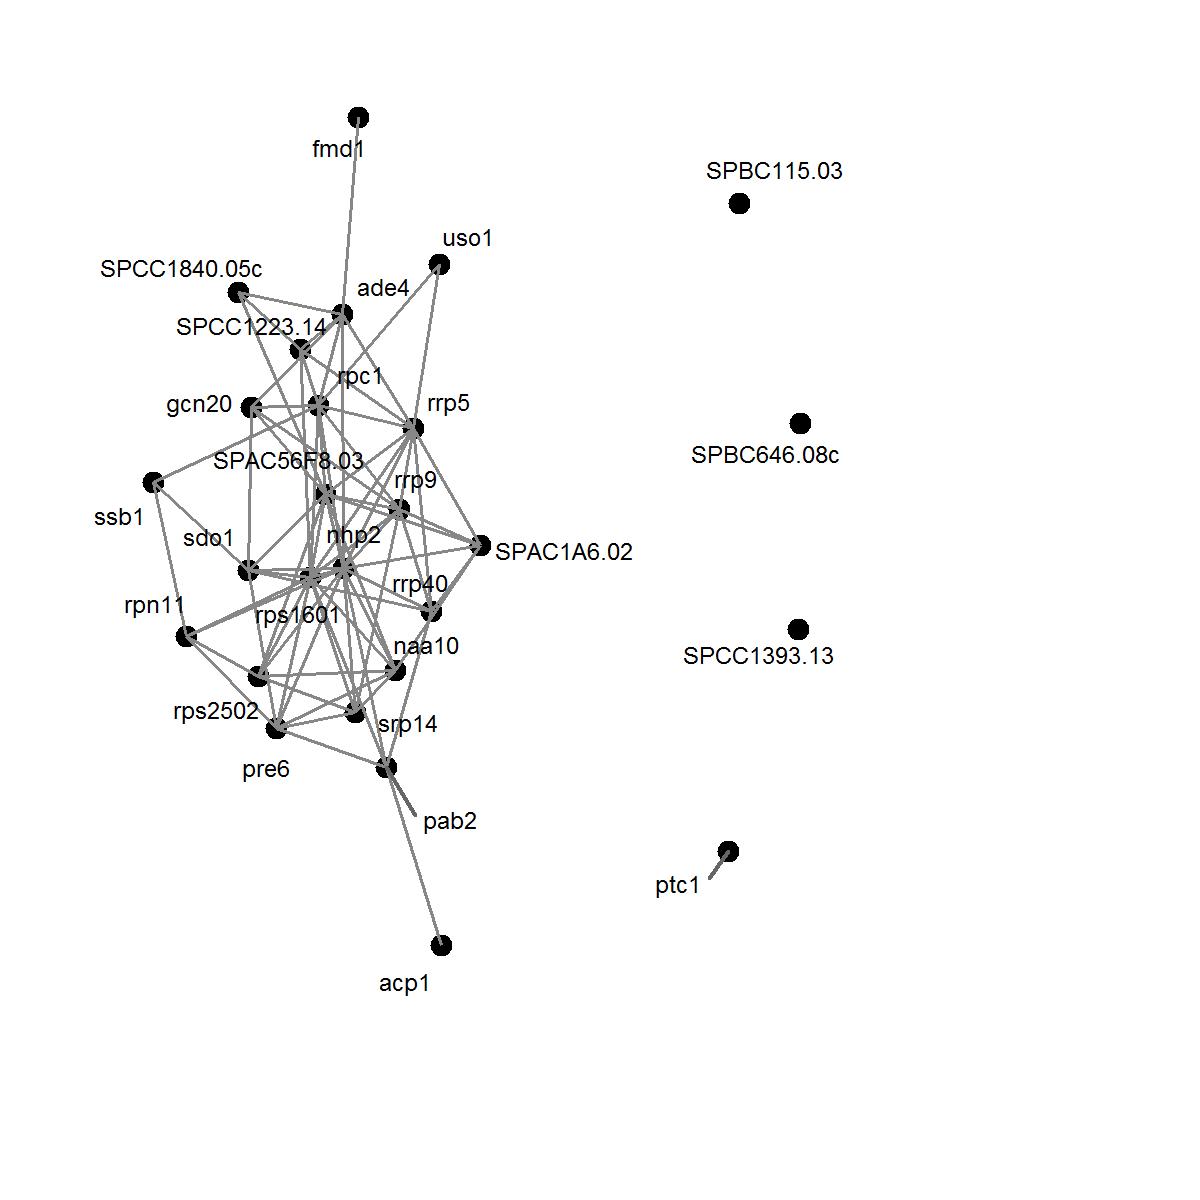 fmd1
SPBC115.03
uso1
SPCC1840.05c
ade4
SPCC1223.14
rpc1
gcn20
rrp5
SPBC646.08c
SPAC56F8.03
rrp9
ssb1
sdo1
nhp2
SPAC1A6.02
rrp40
rpn11
rps1601
naa10
SPCC1393.13
rps2502
srp14
pre6
pab2
ptc1
acp1